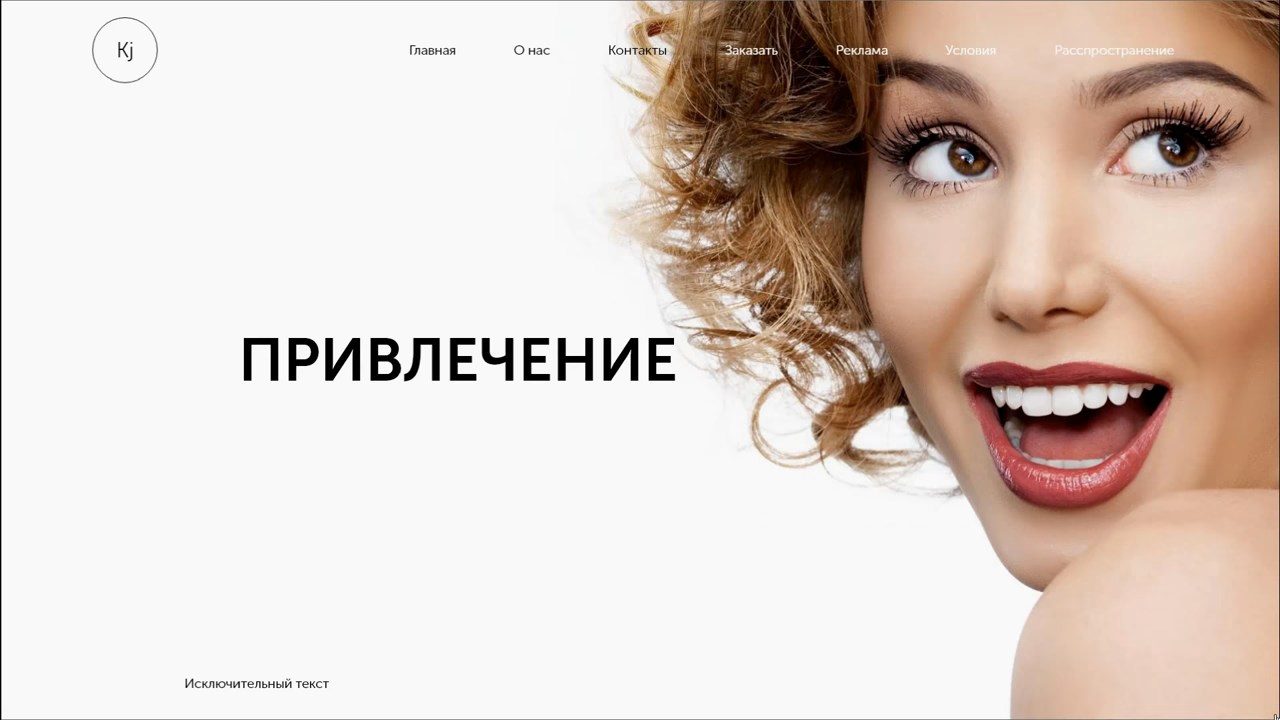 Kj
Главная О нас Контакты Заказать Реклама Условия Расспространение
ПРИВЛЕЧЕНИЕ
Исключительный текст